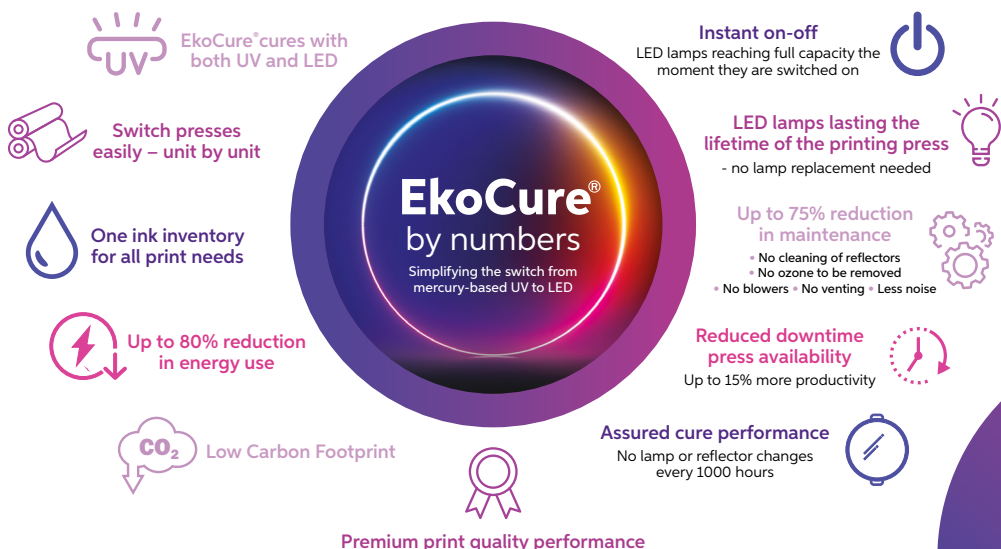 UV
EkoCure®cures with
both UV and LED
Switch presses
easily – unit by unit
One ink inventory
for all print needs
Up to 80% reduction
in energy use
CO₂
Low Carbon Footprint
EkoCure®
by numbers
Simplifying the switch from
mercury-based UV to LED
Instant on-off
LED lamps reaching full capacity the
moment they are switched on
LED lamps lasting the
lifetime of the printing press
- no lamp replacement needed
Up to 75% reduction
in maintenance
• No cleaning of reflectors
• No ozone to be removed
• No blowers • No venting • Less noise
Reduced downtime
press availability
Up to 15% more productivity
Assured cure performance
No lamp or reflector changes
every 1000 hours
Premium print quality performance